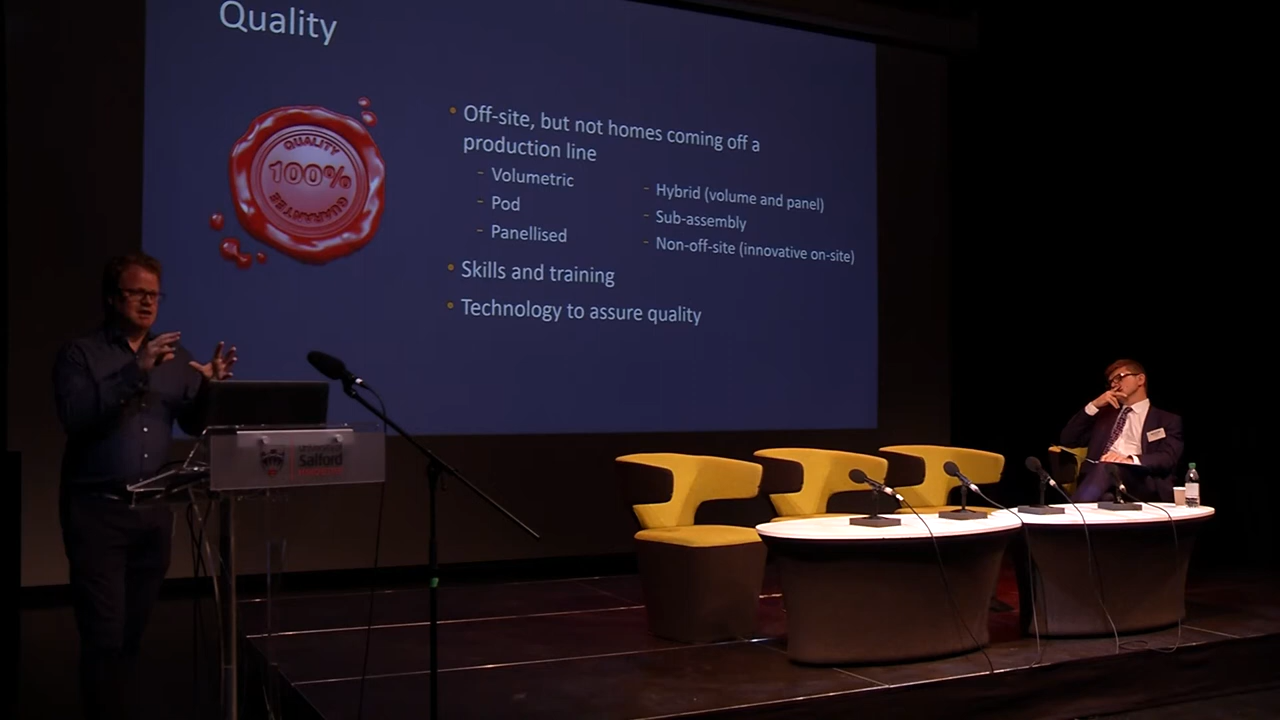 Quality
QUALITY
100%
GUARANTEE
• Off-site, but not homes coming off a
production line
- Volumetric
- Pod
- Panellised
- Hybrid (volume and panel)
- Sub-assembly
- Non-off-site (innovative on-site)
• Skills and training
• Technology to assure quality
Salford